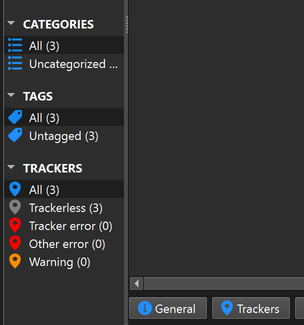 CATEGORIES
All (3)
Uncategorized ...
TAGS
All (3)
Untagged (3)
TRACKERS
All (3)
Trackerless (3)
Tracker error (0)
Other error (0)
Warning (0)
General
Trackers